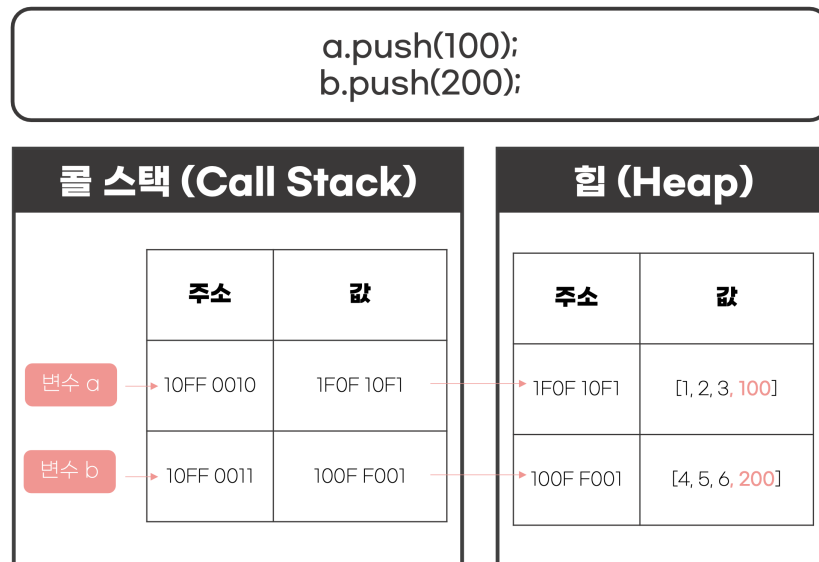 a.push(100);
b.push(200);
콜 스택 (Call Stack)
주소 값
변수 a 10FF 0010 1F0F 10F1
변수 b 10FF 0011 100F F001
힙 (Heap)
주소 값
1F0F 10F1 [1, 2, 3, 100]
100F F001 [4, 5, 6, 200]